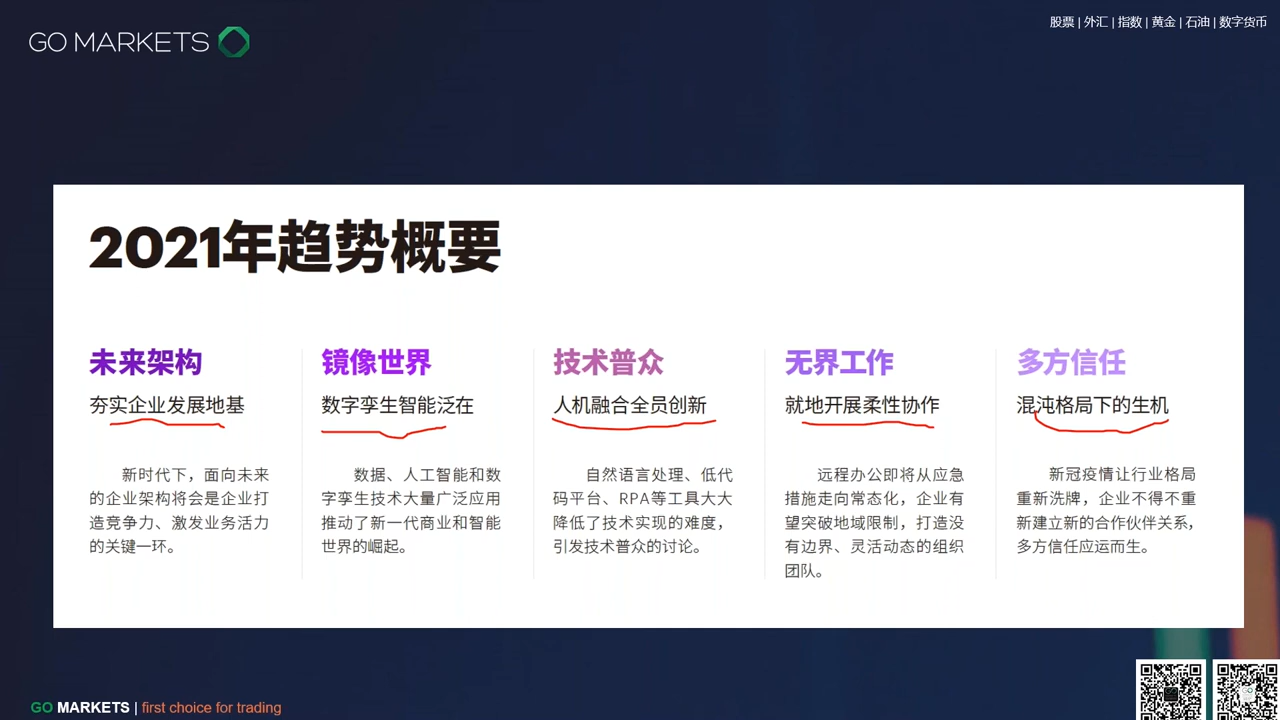 GO MARKETS
股票 | 外汇 | 指数 | 黄金 | 石油 | 数字货币
2021年趋势概要
未来架构
夯实企业发展地基
新时代下，面向未来
的企业架构将会是企业打
造竞争力、激发业务活力
的关键一环。
镜像世界
数字孪生智能泛在
数据、人工智能和数
字孪生技术大量广泛应用
推动了新一代商业和智能
世界的崛起。
技术普众
人机融合全员创新
自然语言处理、低代
码平台、RPA等工具大大
降低了技术实现的难度，
引发技术普众的讨论。
无界工作
就地开展柔性协作
远程办公即将从应急
措施走向常态化，企业有
望突破地域限制，打造没
有边界、灵活动态的组织
团队。
多方信任
混沌格局下的生机
新冠疫情让行业格局
重新洗牌，企业不得不重
新建立新的合作伙伴关系，
多方信任应运而生。
GO MARKETS | first choice for trading